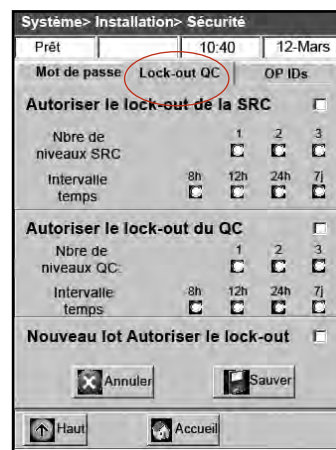 Système> Installation> Sécurité
Prêt 10:40 12-Mars
Mot de passe Lock-out QC OP IDs
Autoriser le lock-out de la SRC
Nbre de 1 2 3
niveaux SRC
Intervalle 8h 12h 24h 7j
temps
Autoriser le lock-out du QC
Nbre de 1 2 3
niveaux QC:
Intervalle 8h 12h 24h 7j
temps
Nouveau lot Autoriser le lock-out
Annuler Sauver
Haut Accueil